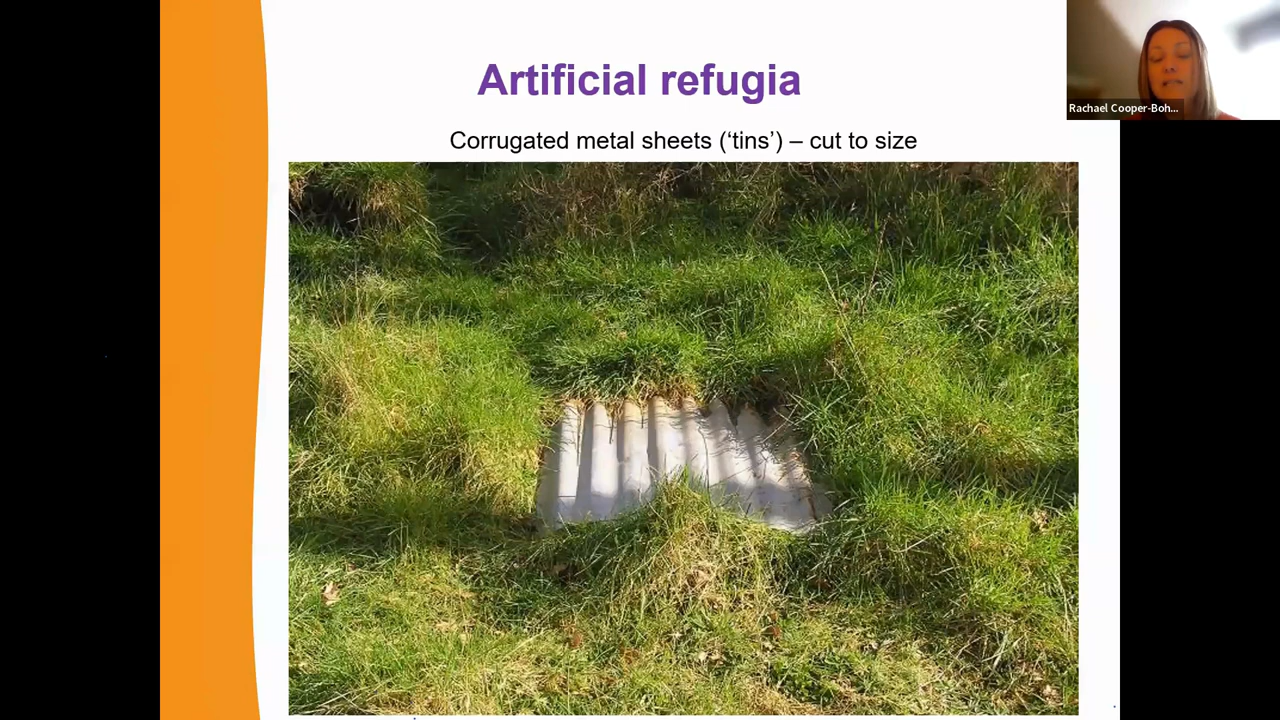 Artificial refugia
Corrugated metal sheets (‘tins’) – cut to size
Rachael Cooper-Boh...